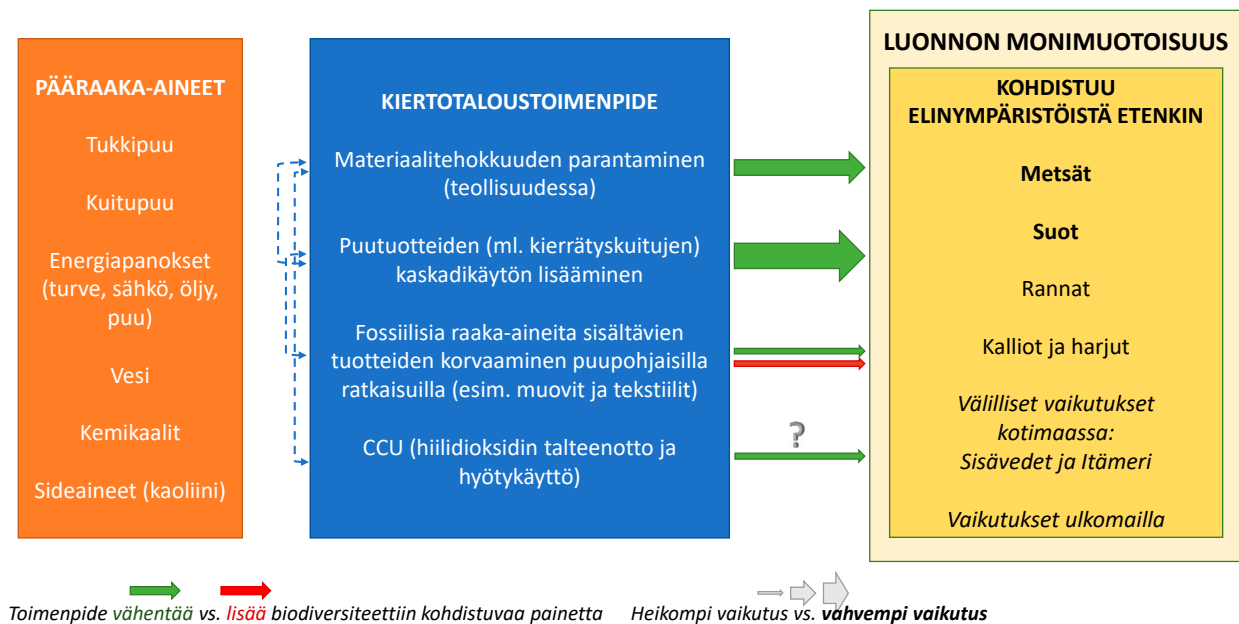 PÄÄRAAKA-AINEET
Tukkipuu
Kuitupuu
Energiapanokset
(turve, sähkö, öljy,
puu)
Vesi
Kemikaalit
Sideaineet (kaoliini)
KIERTOTALOUSTOIMENPIDE
Materiaalitehokkuuden parantaminen
(teollisuudessa)
Puutuotteiden (ml. kierrätyskuitujen)
kaskadikäytön lisääminen
Fossiilisia raaka-aineita sisältävien
tuotteiden korvaaminen puupohjaisilla
ratkaisuilla (esim. muovit ja tekstiilit)
CCU (hiilidioksidin talteenotto ja
hyötykäyttö)
?
LUONNON MONIMUOTOISUUS
KOHDISTUU
ELINYMPÄRISTÖISTÄ ETENKIN
Metsät
Suot
Rannat
Kalliot ja harjut
Välilliset vaikutukset
kotimaassa:
Sisävedet ja Itämeri
Vaikutukset ulkomailla
Toimenpide vähentää vs. lisää biodiversiteettiin kohdistuvaa painetta
Heikompi vaikutus vs. vahvempi vaikutus